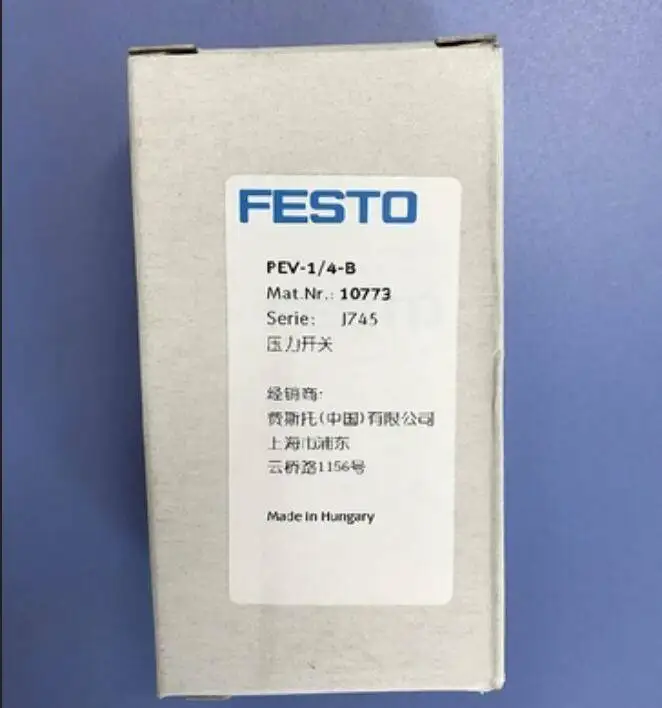 FESTO
PEV-1/4-B
Mat.Nr.: 10773
Serie: J745
压力开关
经销商:
费斯托(中国)有限公司
上海市浦东
云桥路1156号
Made in Hungary